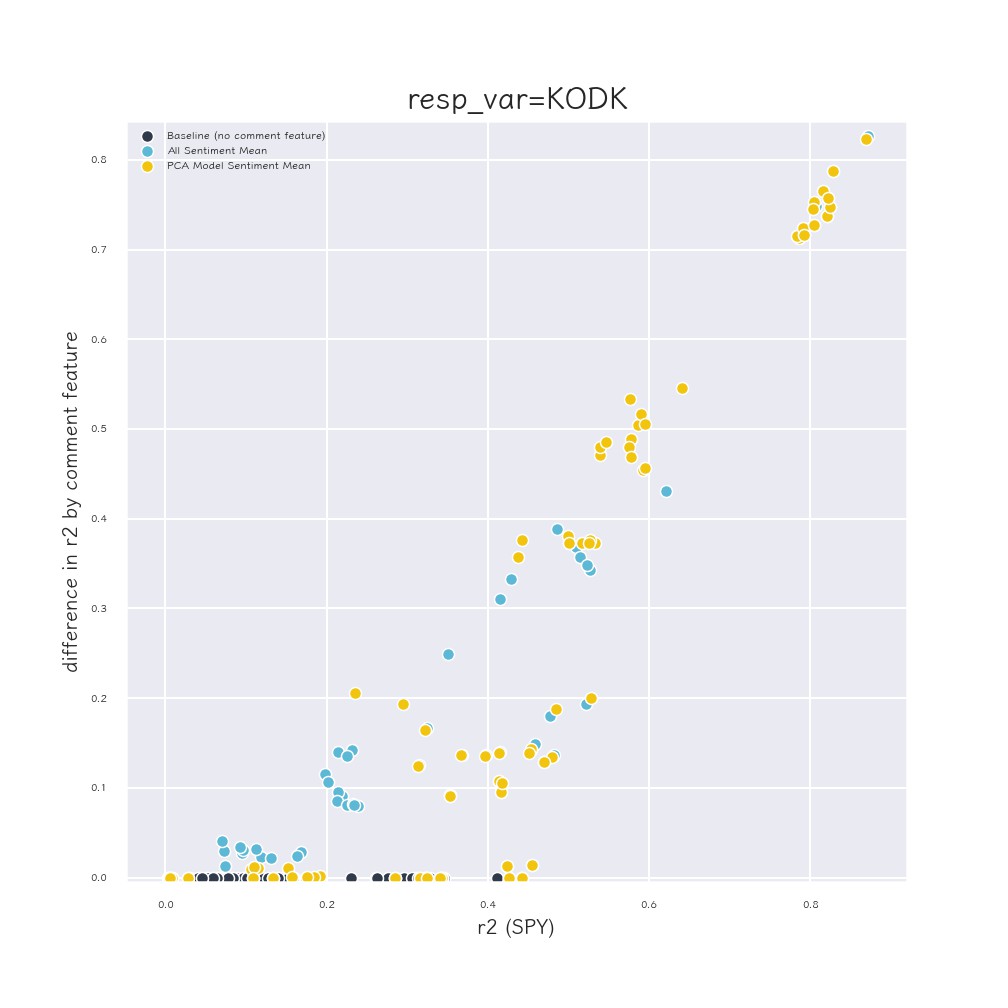 resp_var=KODK
Baseline (no comment feature)
All Sentiment Mean
PCA Model Sentiment Mean
difference in r2 by comment feature
0.8
0.7
0.6
0.5
0.4
0.3
0.2
0.1
0.0
0.0 0.2 0.4 0.6 0.8
r2 (SPY)